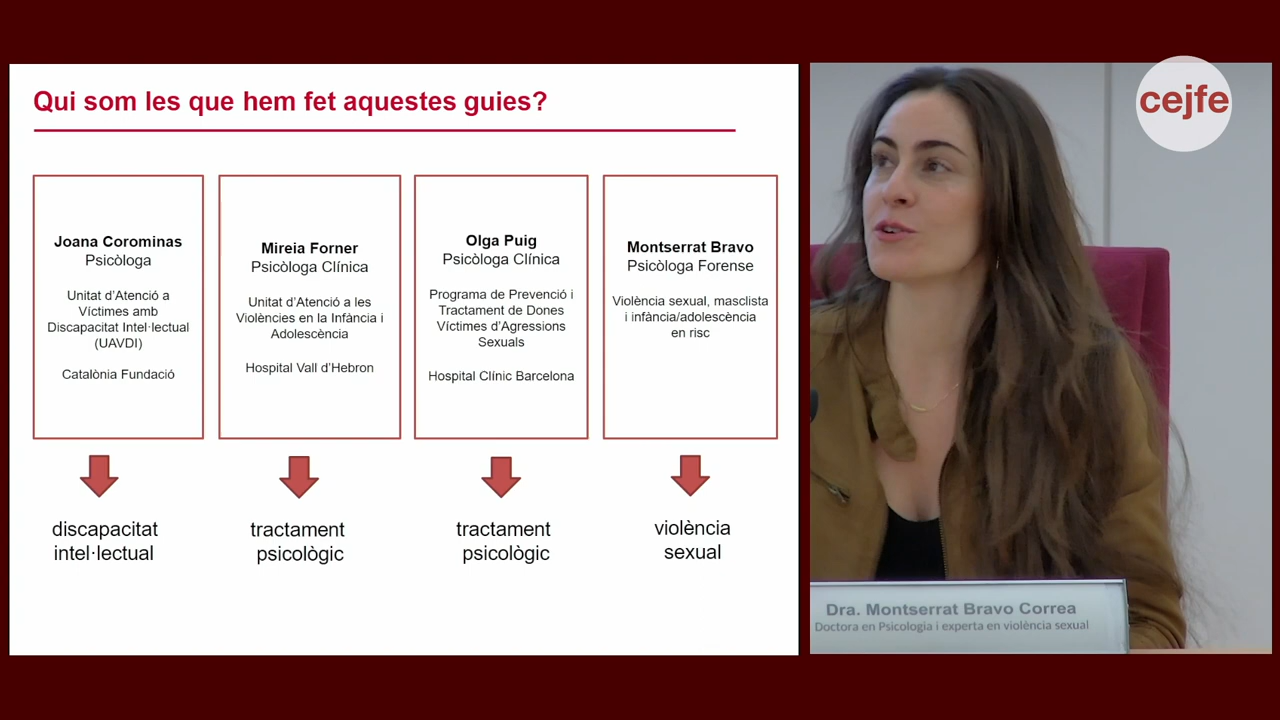 Qui som les que hem fet aquestes guies?
Joana Corominas
Psicòloga
Unitat d'Atenció a
Víctimes amb
Discapacitat Intel·lectual
(UAVDI)
Catalònia Fundació
Mireia Forner
Psicòloga Clínica
Unitat d'Atenció a les
Violències en la Infància i
Adolescència
Hospital Vall d'Hebron
Olga Puig
Psicòloga Clínica
Programa de Prevenció i
Tractament de Dones
Víctimes d'Agressions
Sexuals
Hospital Clínic Barcelona
Montserrat Bravo
Psicòloga Forense
Violència sexual, masclista
i infància/adolescència
en risc
discapacitat
intel·lectual
tractament
psicològic
tractament
psicològic
violència
sexual
cejfe
Dra. Montserrat Bravo Correa
Doctora en Psicologia i experta en violència sexual